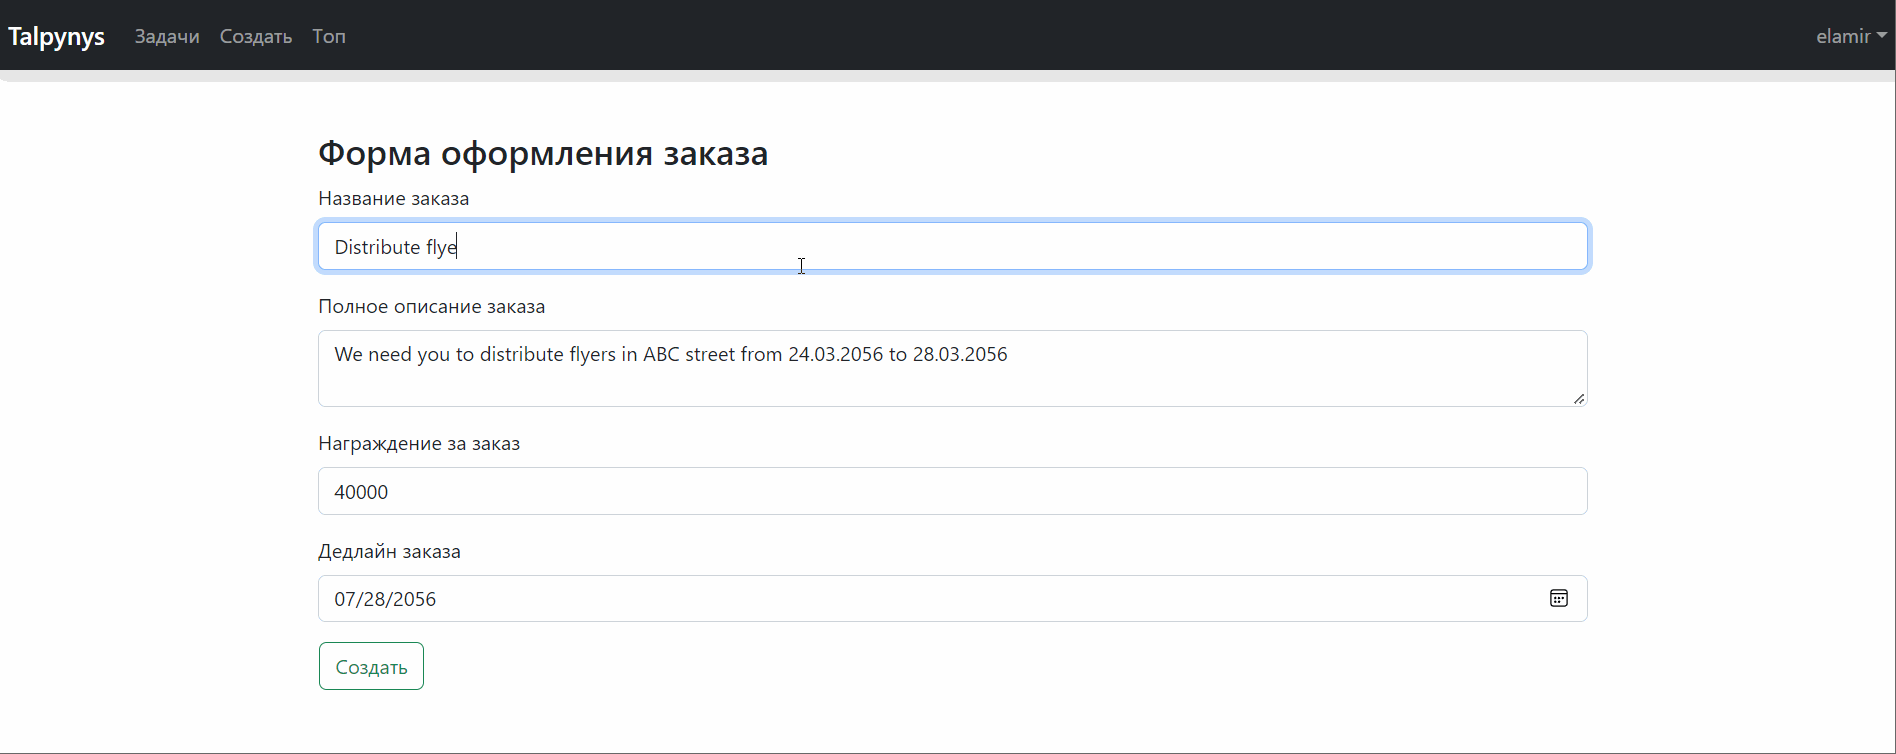 Talpynys Задачи Создать Топ elamir
Форма оформления заказа
Название заказа
Distribute flye
Полное описание заказа
We need you to distribute flyers in ABC street from 24.03.2056 to 28.03.2056
Награждение за заказ
40000
Дедлайн заказа
07/28/2056
Создать